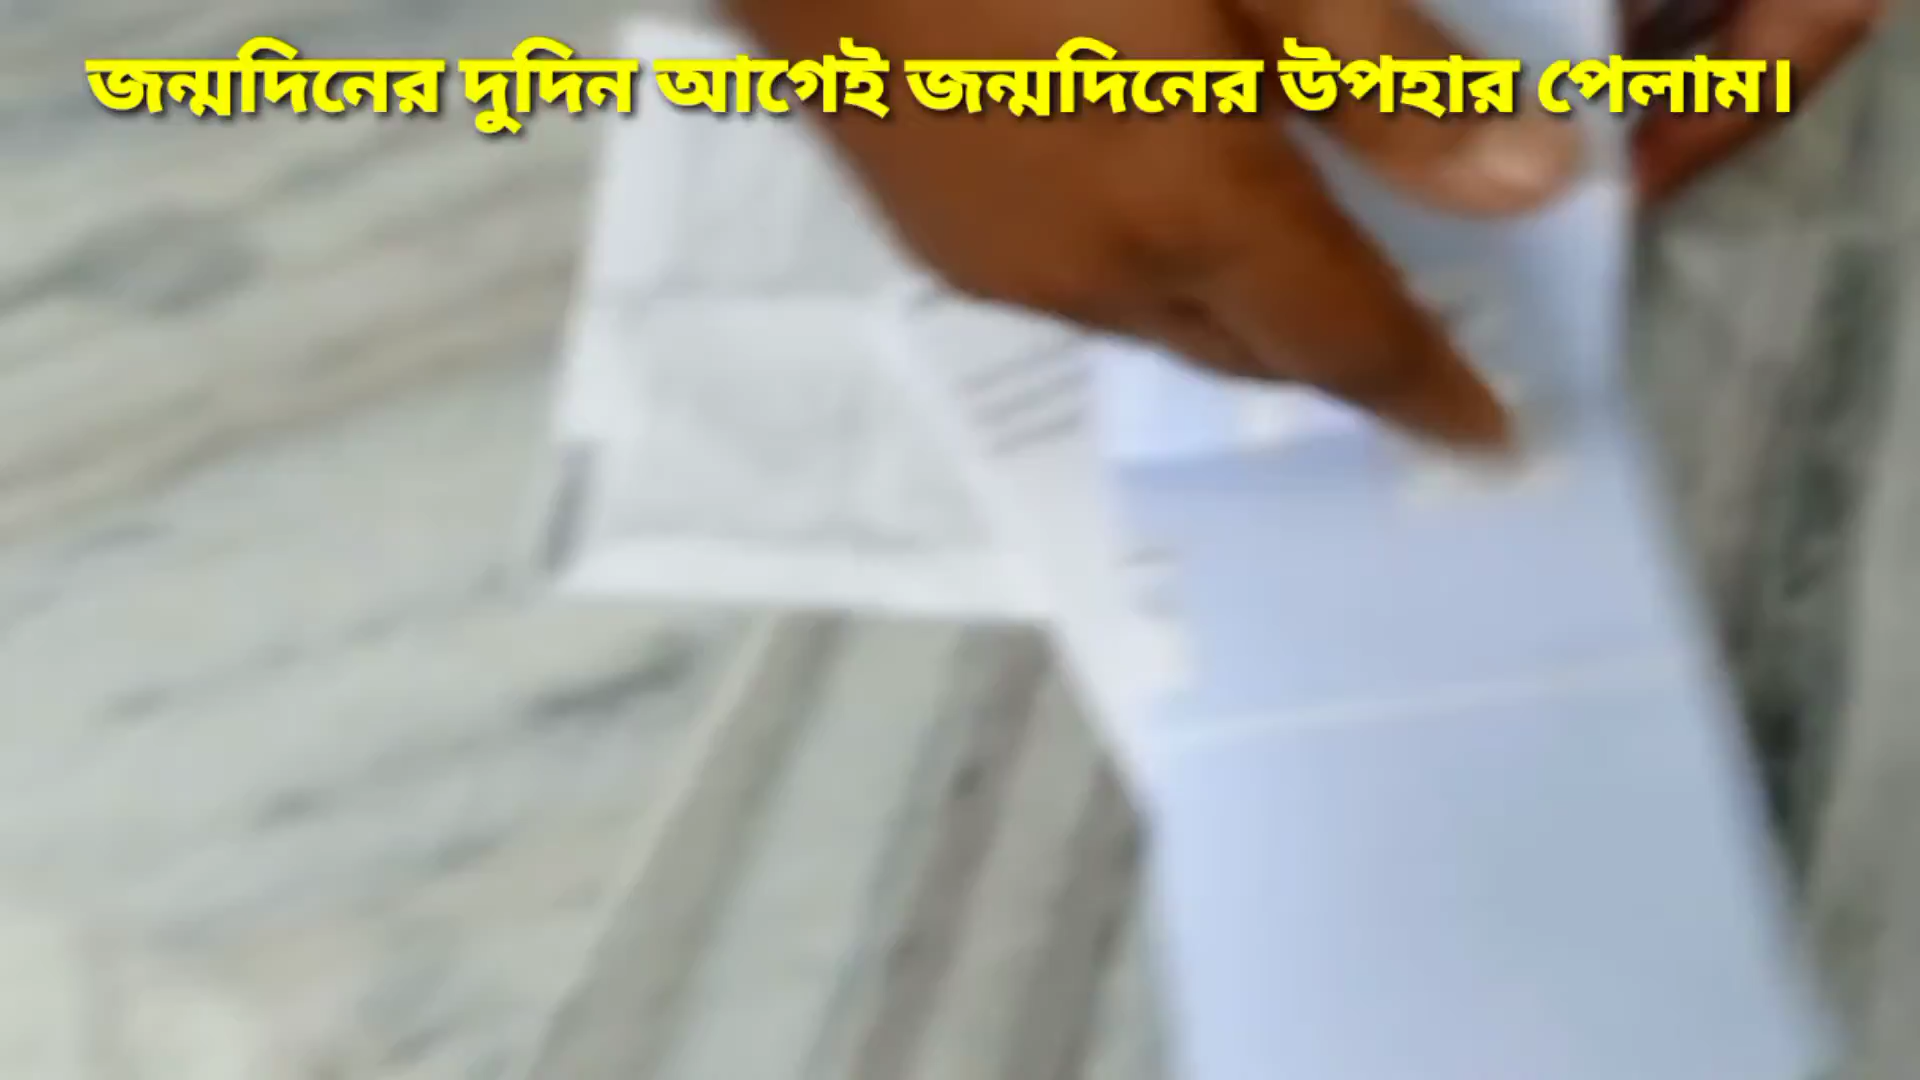 জন্মদিনের দুদিন আগেই জন্মদিনের উপহার পেলাম।